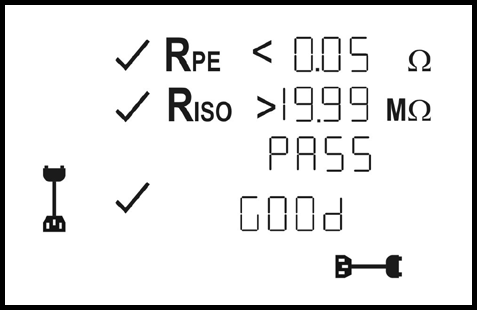 ✓ RPE < 0.05 Ω
✓ RISO >19.99 MΩ
PASS
✓ GOOd